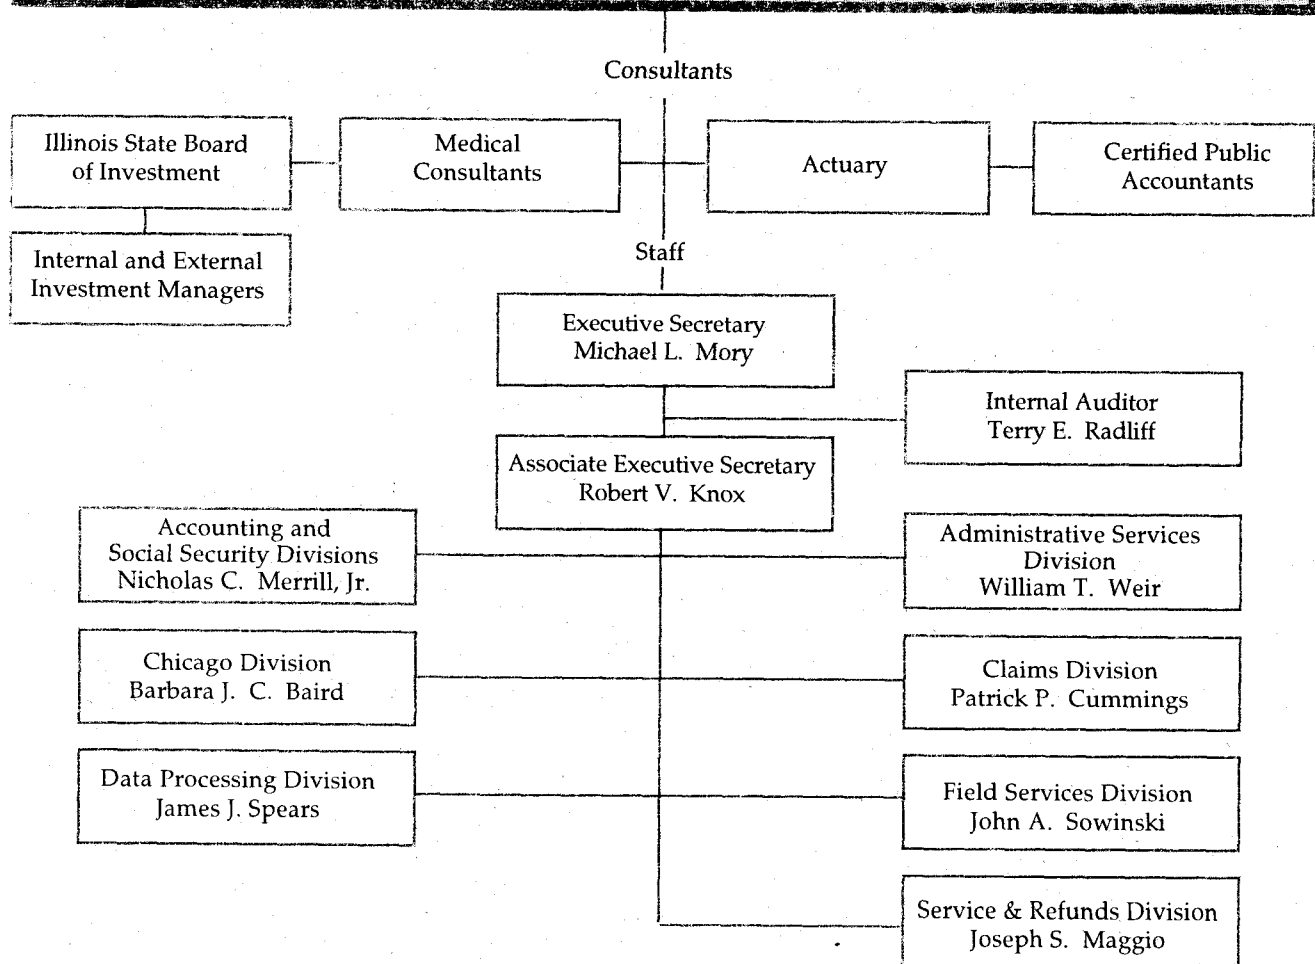 Consultants
Illinois State Board
of Investment
Medical
Consultants
Actuary
Certified Public
Accountants
Internal and External
Investment Managers
Staff
Executive Secretary
Michael L. Mory
Internal Auditor
Terry E. Radliff
Associate Executive Secretary
Robert V. Knox
Accounting and
Social Security Divisions
Nicholas C. Merrill, Jr.
Administrative Services
Division
William T. Weir
Chicago Division
Barbara J. C. Baird
Claims Division
Patrick P. Cummings
Data Processing Division
James J. Spears
Field Services Division
John A. Sowinski
Service & Refunds Division
Joseph S. Maggio